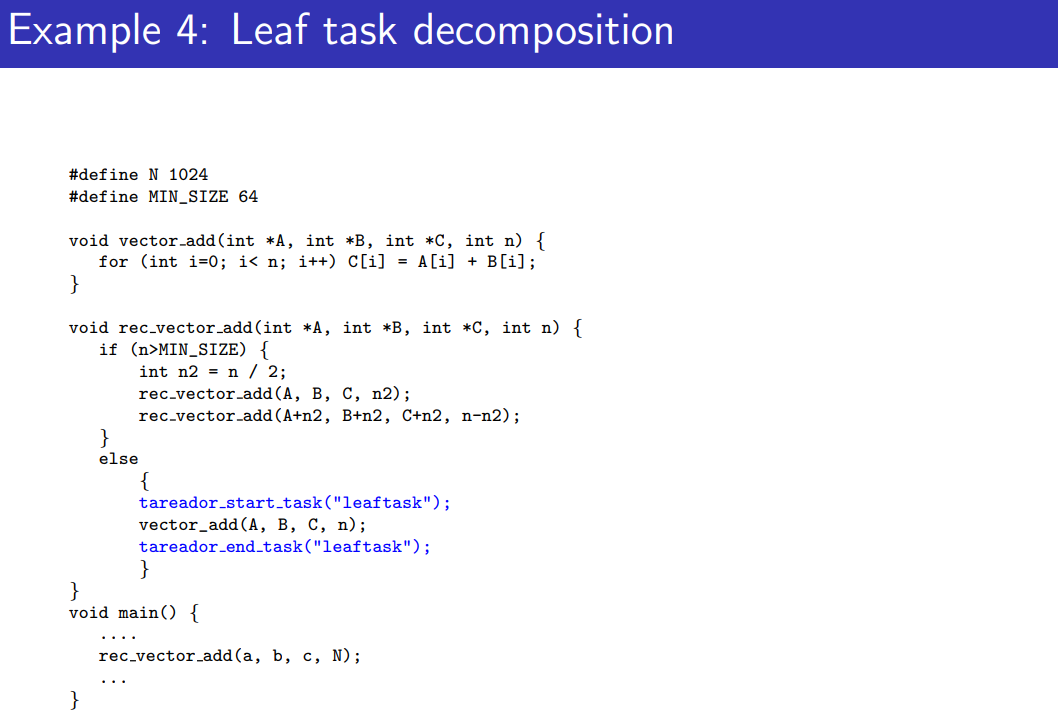 Example 4: Leaf task decomposition
#define N 1024
#define MIN_SIZE 64
void vector_add(int *A, int *B, int *C, int n) {
for (int i=0; i< n; i++) C[i] = A[i] + B[i];
}
void rec_vector_add(int *A, int *B, int *C, int n) {
if (n>MIN_SIZE) {
int n2 = n / 2;
rec_vector_add(A, B, C, n2);
rec_vector_add(A+n2, B+n2, C+n2, n-n2);
}
else
{
tareador_start_task("leaftask");
vector_add(A, B, C, n);
tareador_end_task("leaftask");
}
}
void main() {
....
rec_vector_add(a, b, c, N);
...
}